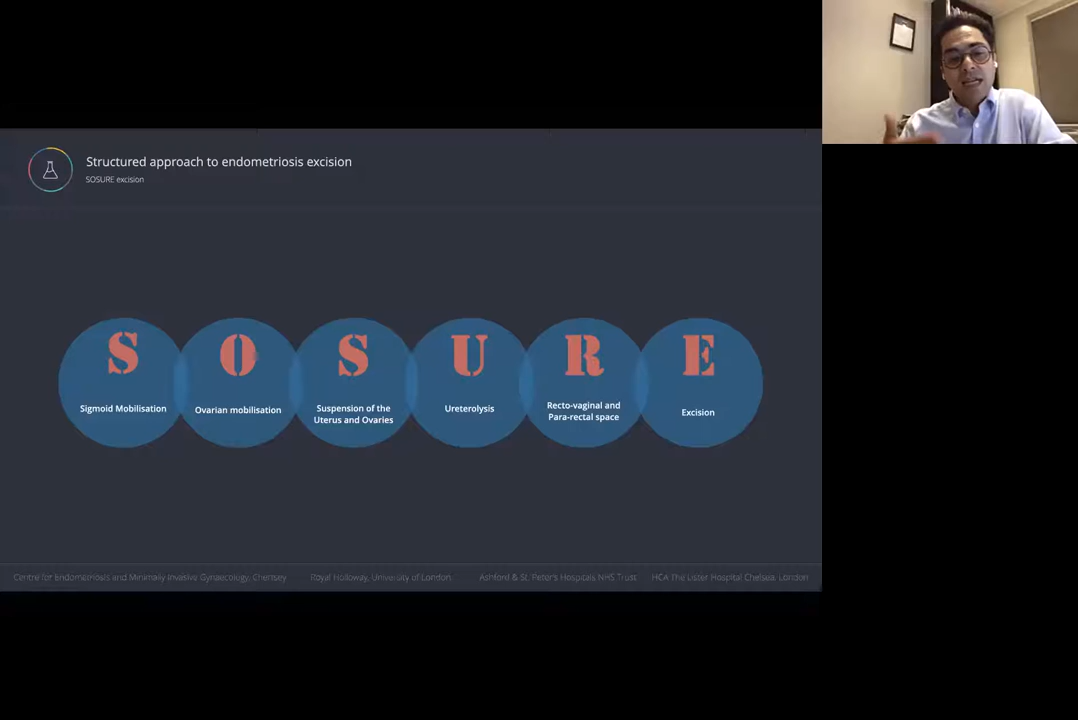 Structured approach to endometriosis excision
SOSURE excision
S O S U R E
Sigmoid Mobilisation
Ovarian mobilisation
Suspension of the
Uterus and Ovaries
Ureterolysis
Recto-vaginal and
Para-rectal space
Excision
Centre for Endometriosis and Minimally Invasive Gynaecology, Chertsey
Royal Holloway, University of London
Ashford & St. Peter's Hospitals NHS Trust
HCA The Lister Hospital Chelsea, London